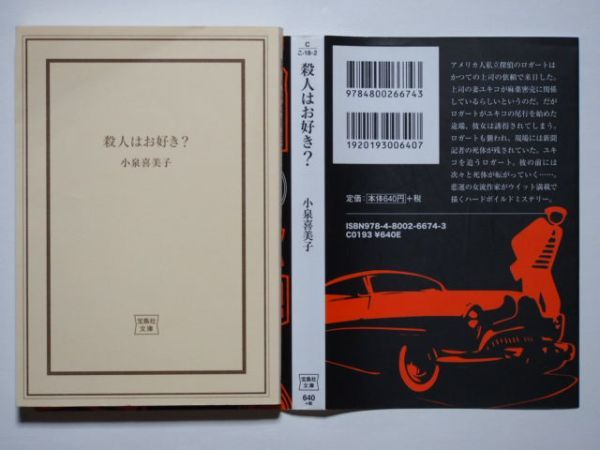 殺人はお好き?
小泉喜美子
宝島社
文庫
C
こ-18-2
殺人はお好き?
小泉喜美子
宝島社
文庫
640
+税
9784800266743
1920193006407
定価:本体640円+税
ISBN978-4-8002-6674-3
C0193 ¥640E
アメリカ人私立探偵のロガートは
かつての上司の依頼で来日した。
上司の妻ユキコが麻薬密売に関係
しているらしいというのだ。だが
ロガートがユキコの尾行を始めた
途端、彼女は誘拐されてしまう。
ロガートも襲われ、現場には新聞
記者の死体が残されていた。ユキ
コを追うロガート。彼の前には
次々と死体が転がっていく……。
悲運の女流作家がウイット満載で
描くハードボイルドミステリー。